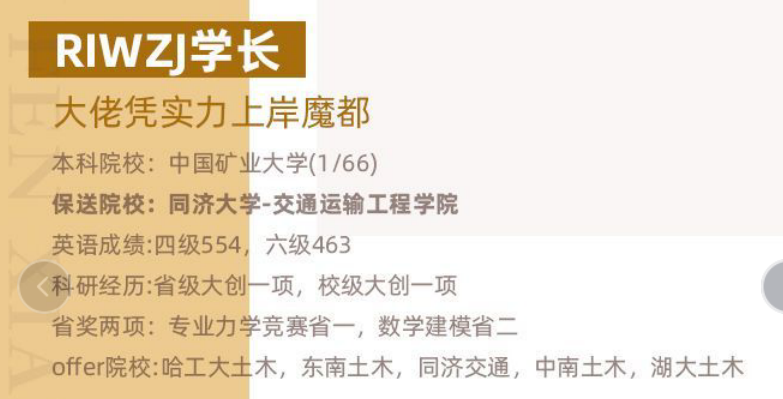 RIWZJ学长
大佬凭实力上岸魔都
本科院校：中国矿业大学(1/66)
保送院校：同济大学-交通运输工程学院
英语成绩:四级554，六级463
科研经历:省级大创一项，校级大创一项
省奖两项：专业力学竞赛省一，数学建模省二
offer院校:哈工大土木，东南土木，同济交通，中南土木，湖大土木